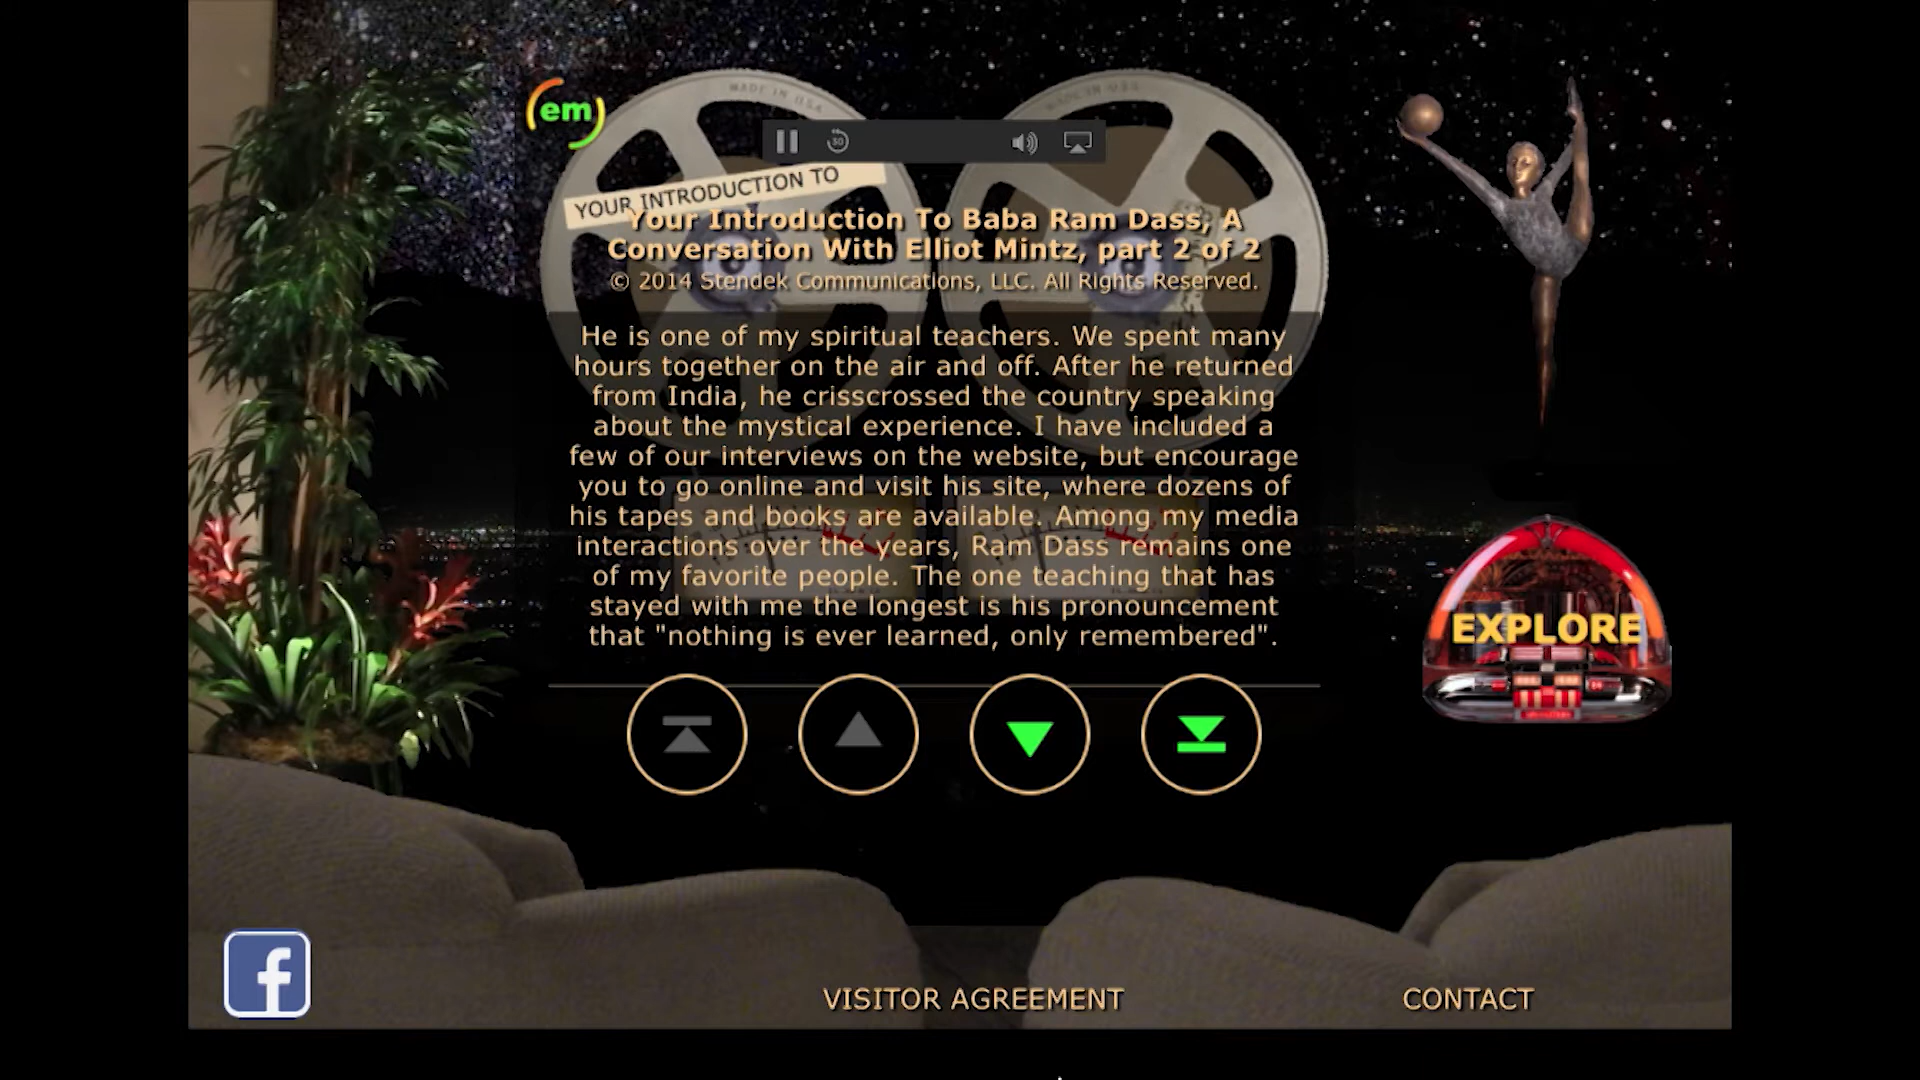 MADE IN U.S.A.
MADE IN U.S.A.
em
30
YOUR INTRODUCTION TO
Your Introduction To Baba Ram Dass, A
Conversation With Elliot Mintz, part 2 of 2
© 2014 Stendek Communications, LLC. All Rights Reserved.
He is one of my spiritual teachers. We spent many
hours together on the air and off. After he returned
from India, he crisscrossed the country speaking
about the mystical experience. I have included a
few of our interviews on the website, but encourage
you to go online and visit his site, where dozens of
his tapes and books are available. Among my media
interactions over the years, Ram Dass remains one
of my favorite people. The one teaching that has
stayed with me the longest is his pronouncement
that "nothing is ever learned, only remembered".
EXPLORE
f
VISITOR AGREEMENT
CONTACT